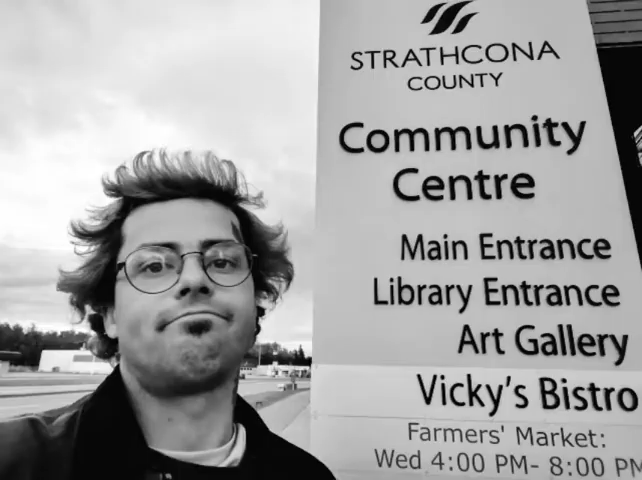 STRATHCONA
COUNTY
Community
Centre
Main Entrance
Library Entrance
Art Gallery
Vicky's Bistro
Farmers' Market:
Wed 4:00 PM- 8:00 PM